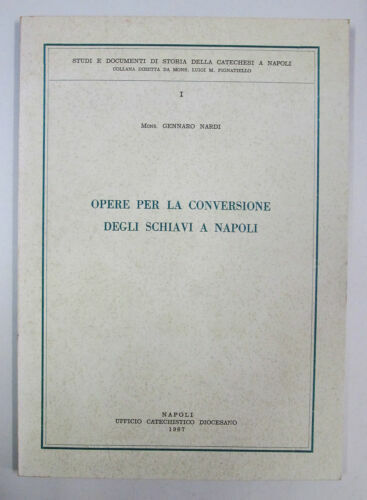 STUDI E DOCUMENTI DI STORIA DELLA CATECHESI A NAPOLI
COLLANA DIRETTA DA MONS. LUIGI M. PIGNATIELLO
I
MONS. GENNARO NARDI
OPERE PER LA CONVERSIONE
DEGLI SCHIAVI A NAPOLI
NAPOLI
UFFICIO CATECHISTICO DIOCESANO
1967